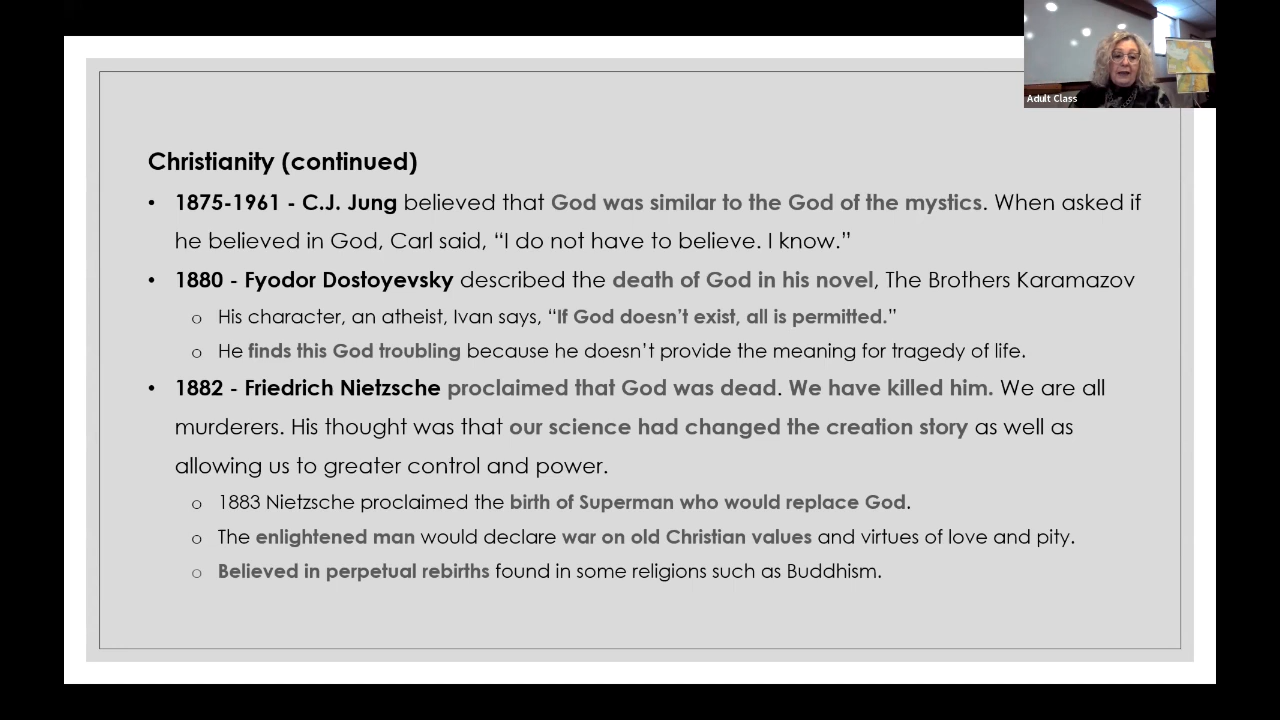 Adult Class
Christianity (continued)
• 1875-1961 - C.J. Jung believed that God was similar to the God of the mystics. When asked if
he believed in God, Carl said, “I do not have to believe. I know.”
• 1880 - Fyodor Dostoyevsky described the death of God in his novel, The Brothers Karamazov
o His character, an atheist, Ivan says, “If God doesn’t exist, all is permitted.”
o He finds this God troubling because he doesn’t provide the meaning for tragedy of life.
• 1882 - Friedrich Nietzsche proclaimed that God was dead. We have killed him. We are all
murderers. His thought was that our science had changed the creation story as well as
allowing us to greater control and power.
o 1883 Nietzsche proclaimed the birth of Superman who would replace God.
o The enlightened man would declare war on old Christian values and virtues of love and pity.
o Believed in perpetual rebirths found in some religions such as Buddhism.